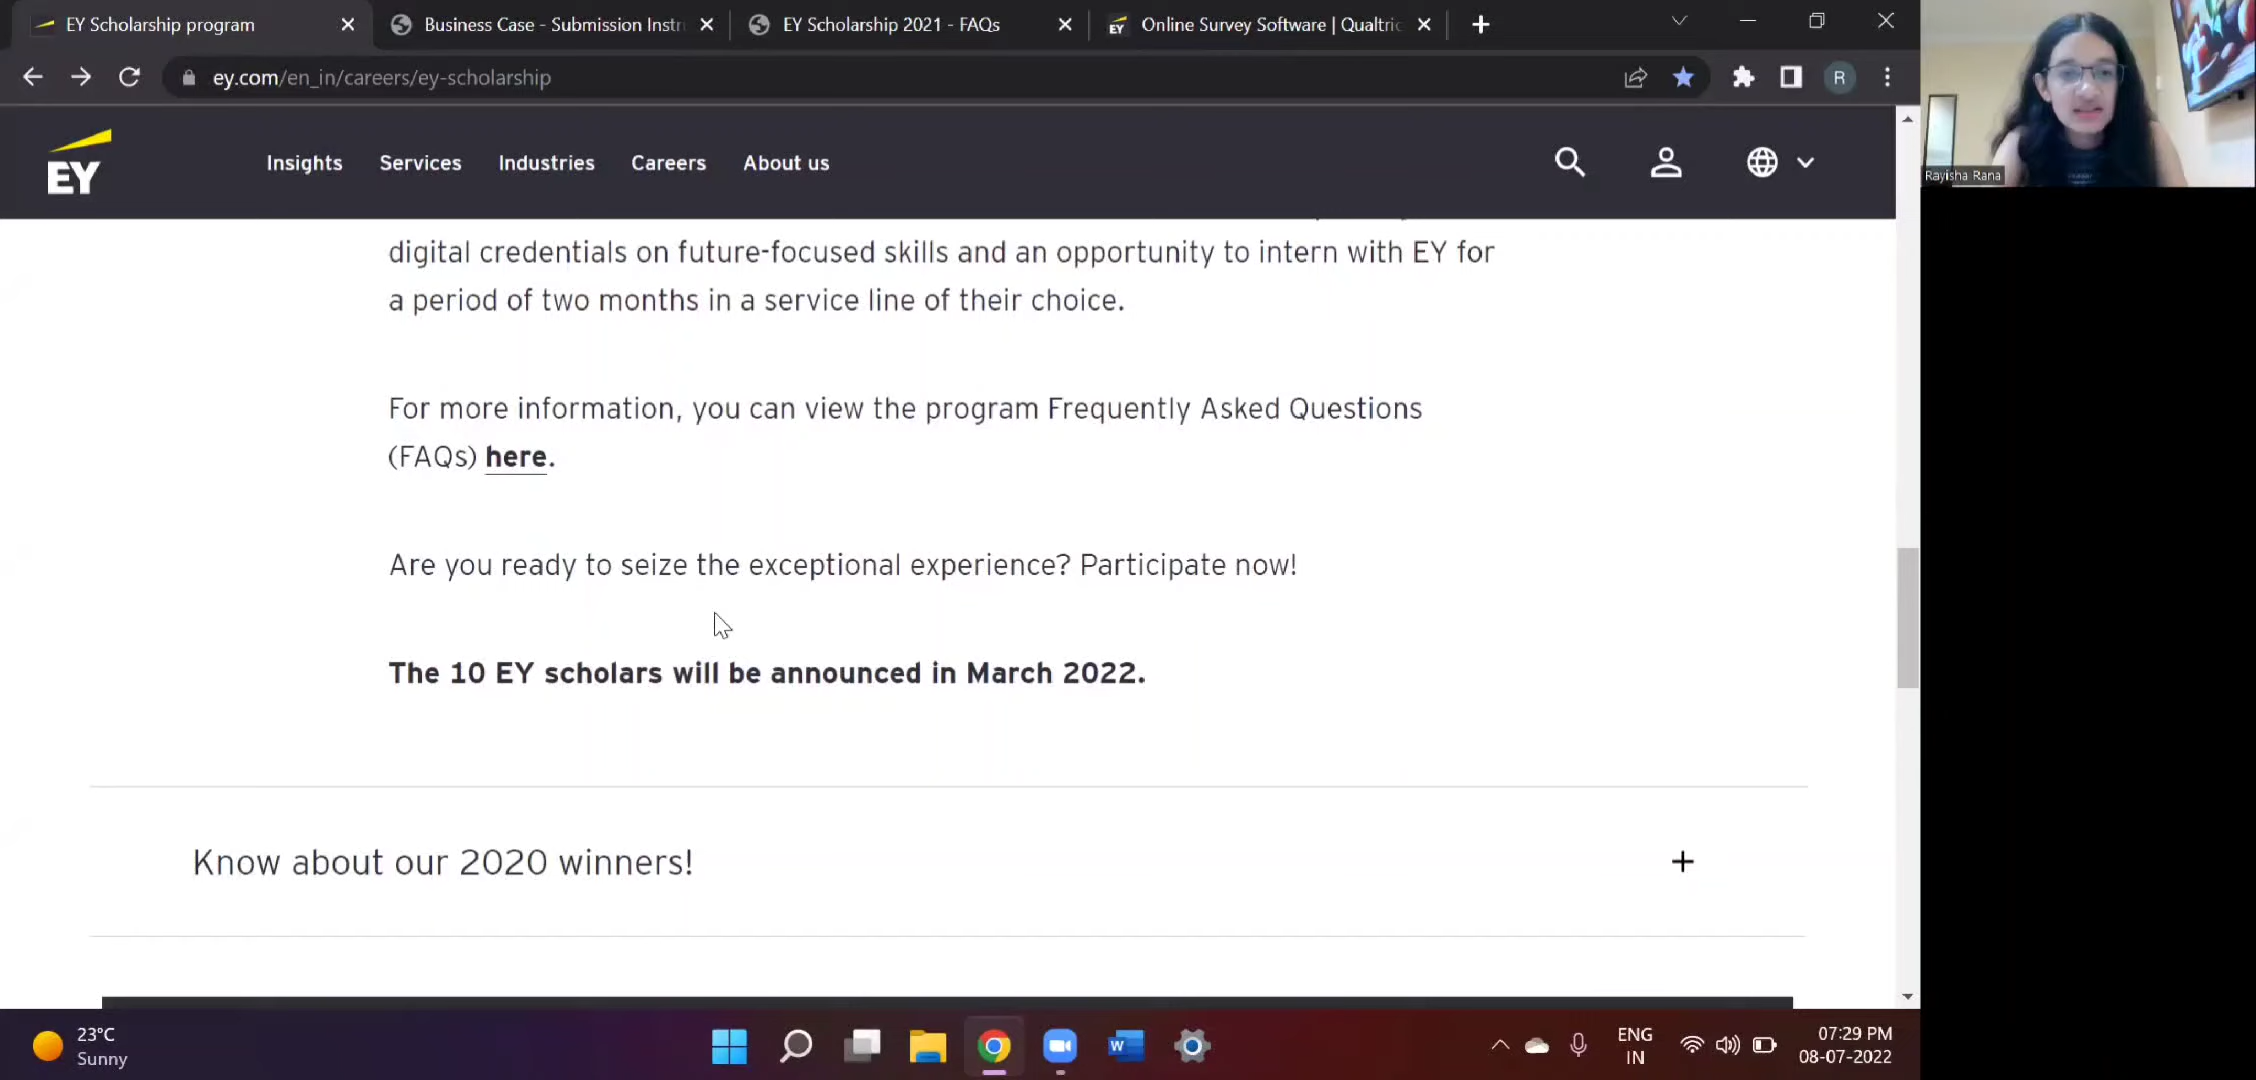 EY Scholarship program
Business Case - Submission Instr
EY Scholarship 2021 - FAQs
EY
Online Survey Software | Qualtric
ey.com/en_in/careers/ey-scholarship
R
EY
Insights
Services
Industries
Careers
About us
Rayisha Rana
digital credentials on future-focused skills and an opportunity to intern with EY for
a period of two months in a service line of their choice.
For more information, you can view the program Frequently Asked Questions
(FAQs) here.
Are you ready to seize the exceptional experience? Participate now!
The 10 EY scholars will be announced in March 2022.
Know about our 2020 winners!
23°C
Sunny
W
ENG
IN
07:29 PM
08-07-2022